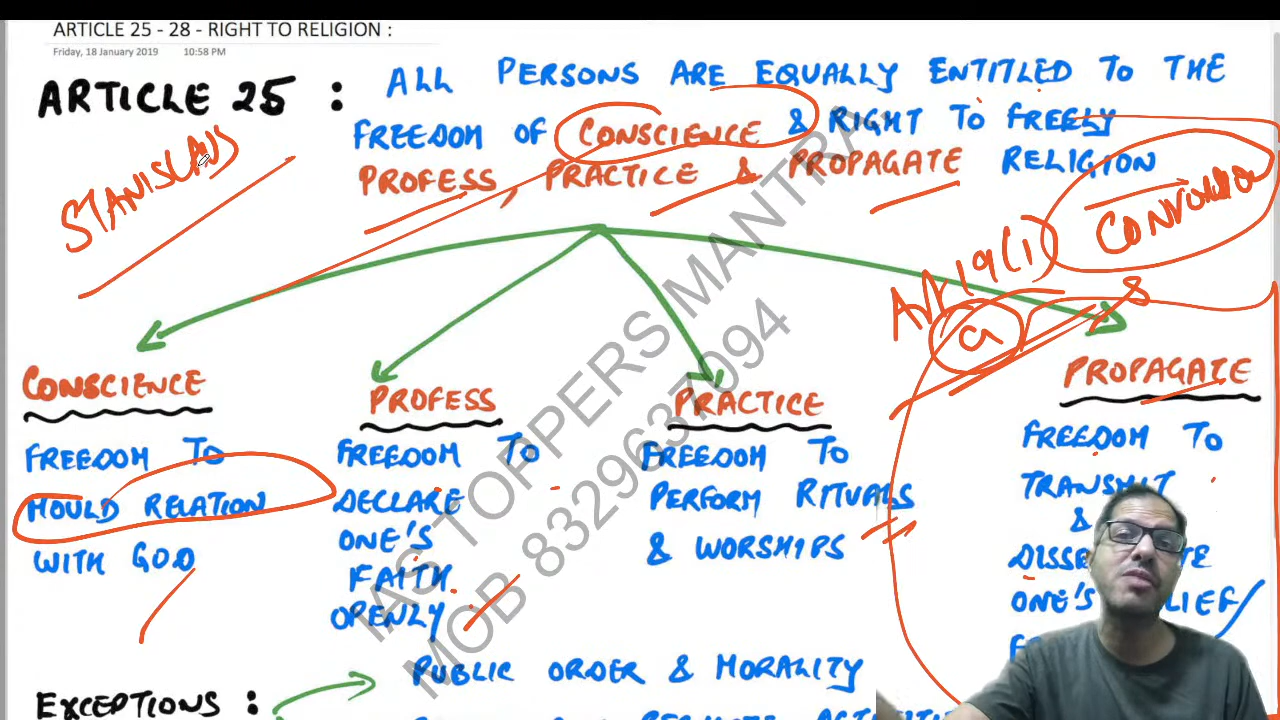 ARTICLE 25 - 28 - RIGHT TO RELIGION :
Friday, 18 January 2019 10:58 PM
ARTICLE 25 :
ALL PERSONS ARE EQUALLY ENTITLED TO THE
FREEDOM OF CONSCIENCE & RIGHT TO FREELY
PROFESS, PRACTICE & PROPAGATE RELIGION
STANISLAUS
Art 19(1)
a
&
CONSCIENCE
FREEDOM TO
MOULD RELATION
WITH GOD
PROFESS
FREEDOM TO
DECLARE
ONE'S
FAITH
OPENLY
PRACTICE
FREEDOM TO
PERFORM RITUALS
& WORSHIPS
PROPAGATE
FREEDOM TO
TRANSMIT
&
ONE'S
EXCEPTIONS :
PUBLIC ORDER & MORALITY
IAS TOPPERS MANTRA
MOB 8329637094